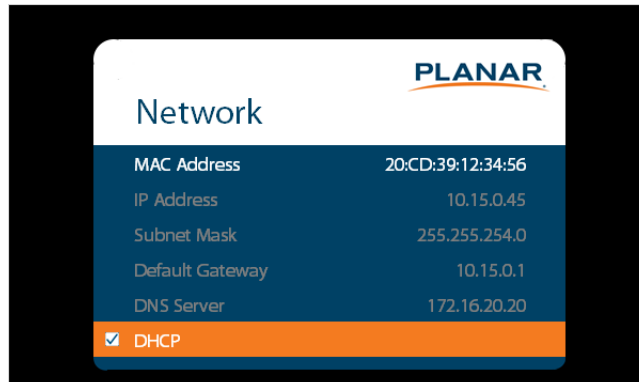 PLANAR
Network
MAC Address 20:CD:39:12:34:56
IP Address 10.15.0.45
Subnet Mask 255.255.254.0
Default Gateway 10.15.0.1
DNS Server 172.16.20.20
DHCP